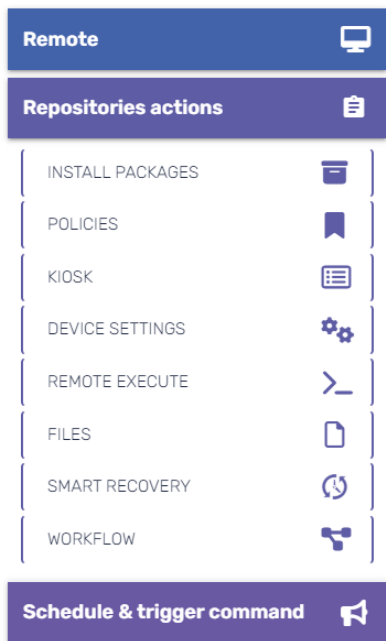 Remote
Repositories actions
INSTALL PACKAGES
POLICIES
KIOSK
DEVICE SETTINGS
REMOTE EXECUTE
FILES
SMART RECOVERY
WORKFLOW
Schedule & trigger command